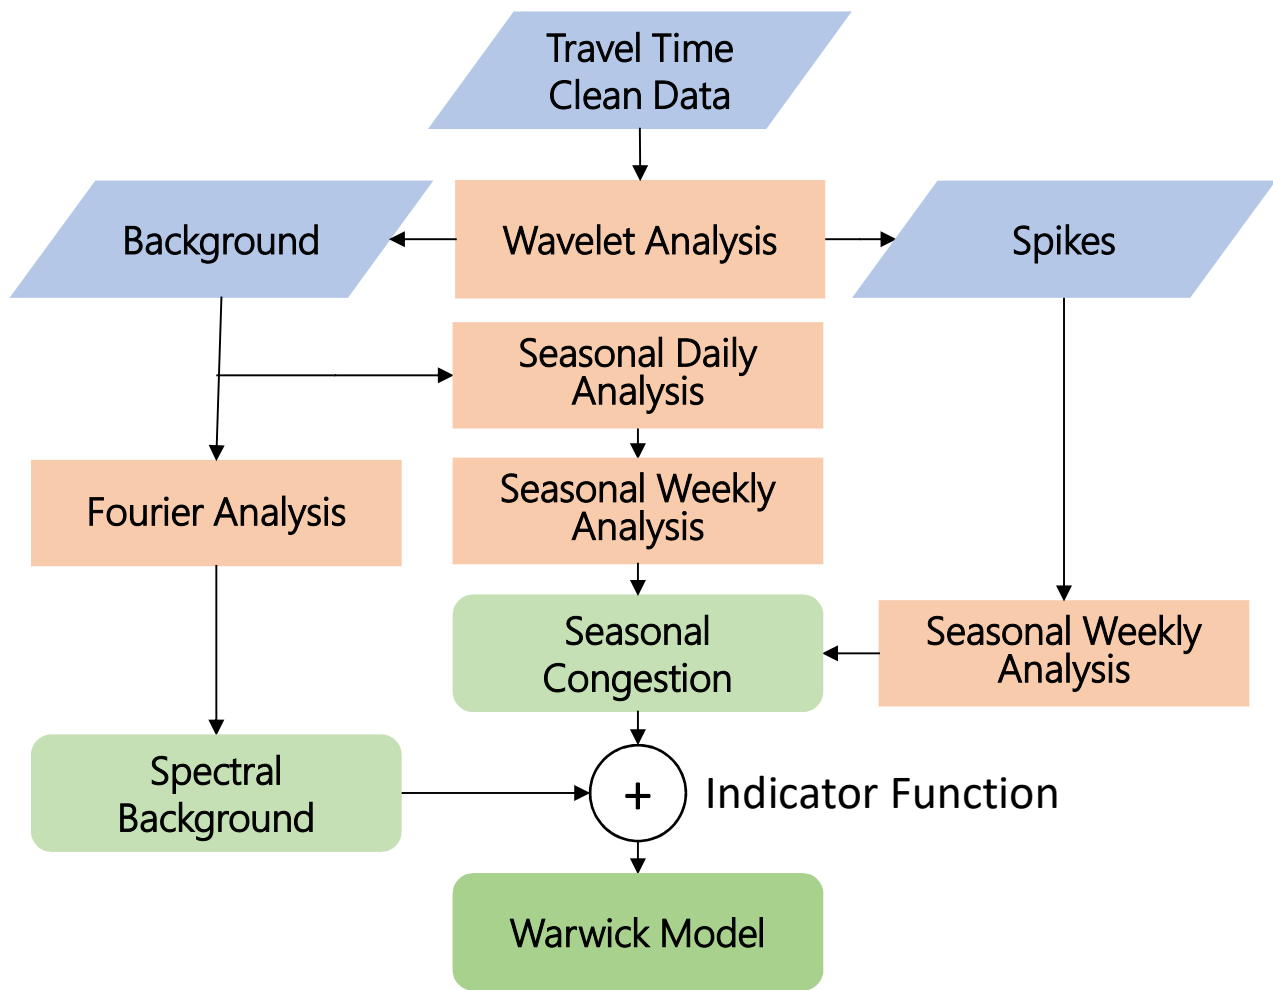 Travel Time
Clean Data
Background
Wavelet Analysis
Spikes
Seasonal Daily
Analysis
Fourier Analysis
Seasonal Weekly
Analysis
Seasonal
Congestion
Seasonal Weekly
Analysis
Spectral
Background
+
Indicator Function
Warwick Model